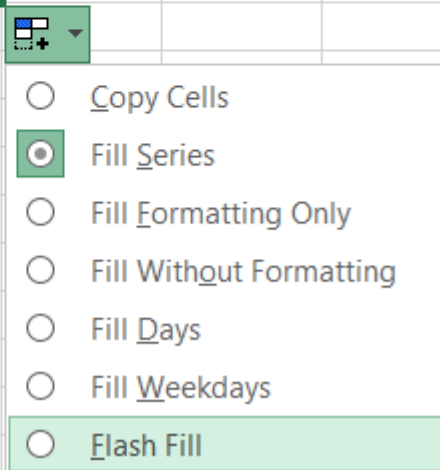 Copy Cells
Fill Series
Fill Formatting Only
Fill Without Formatting
Fill Days
Fill Weekdays
Flash Fill